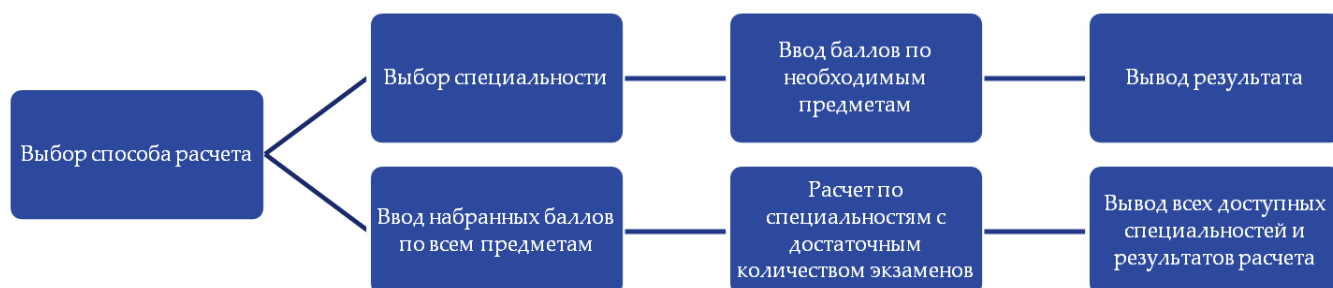 Выбор способа расчета
Выбор специальности
Ввод баллов по
необходимым
предметам
Вывод результата
Ввод набранных баллов
по всем предметам
Расчет по
специальностям с
достаточным
количеством экзаменов
Вывод всех доступных
специальностей и
результатов расчета